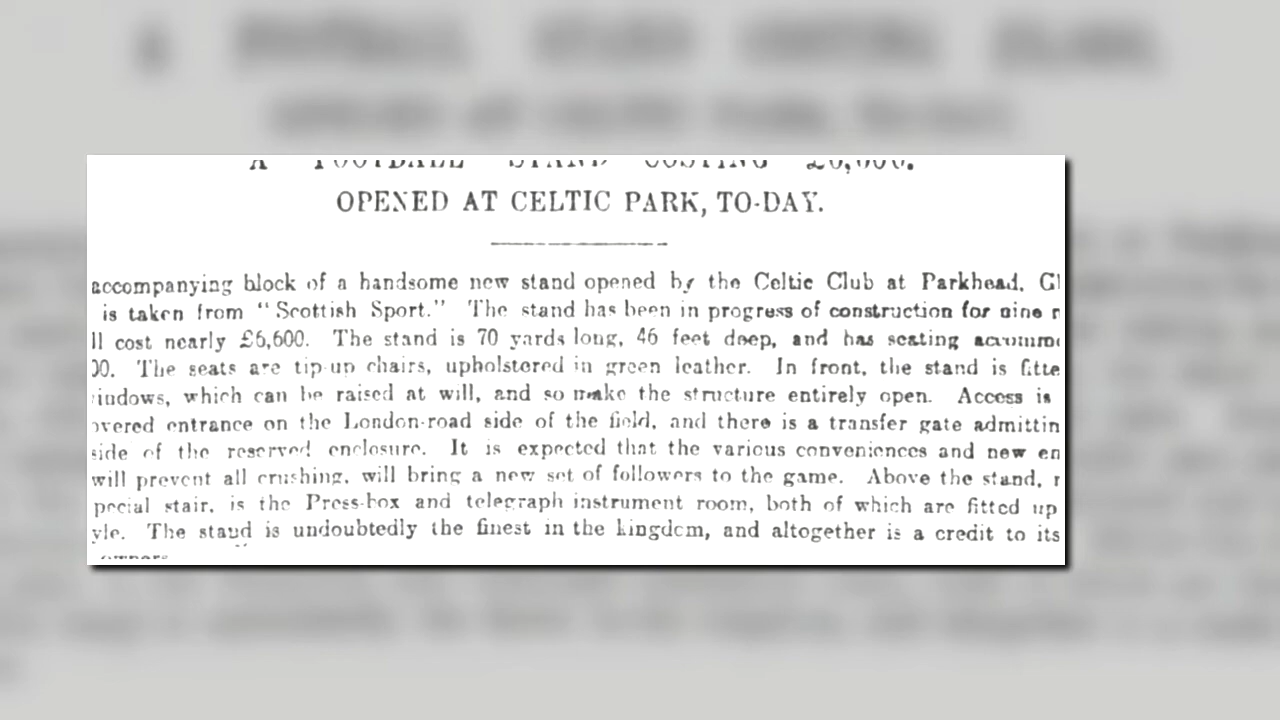 A FOOTBALL STAND COSTING
OPENED AT CELTIC PARK, TO-DAY.
accompanying block of a handsome new stand opened by the Celtic Club at Parkhead, Gl
is taken from "Scottish Sport." The stand has been in progress of construction for nine
ll cost nearly £6,600. The stand is 70 yards long, 46 feet deep, and has seating accommo
00. The seats are tip-up chairs, upholstered in green leather. In front, the stand is fitte
indows, which can be raised at will, and so make the structure entirely open. Access is
overed entrance on the London-road side of the field, and there is a transfer gate admittin
side of the reserved enclosure. It is expected that the various conveniences and new en
will prevent all crushing, will bring a new set of followers to the game. Above the stand,
pecial stair, is the Press-box and telegraph instrument room, both of which are fitted up
yle. The stand is undoubtedly the finest in the kingdom, and altogether is a credit to its
owners